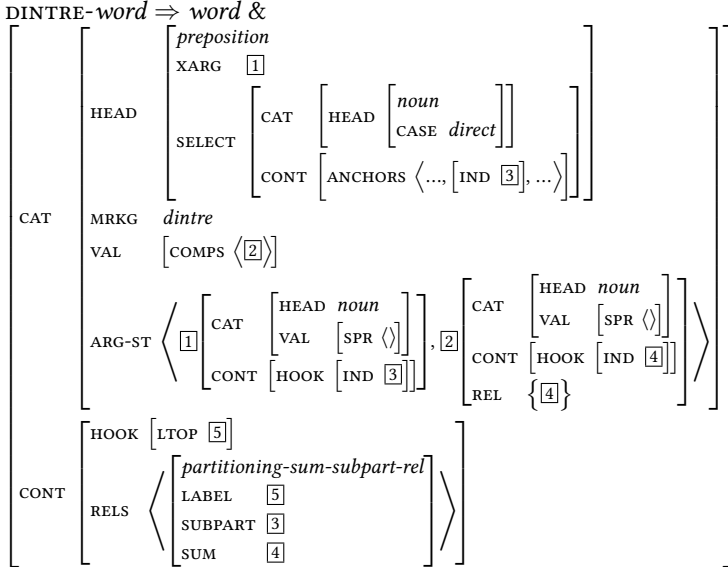 DINTRE-word ⇒ word &
preposition
XARG 1
HEAD
noun
CAT HEAD
CASE direct
SELECT
CONT ANCHORS ⟨…, [IND 3], …⟩
CAT
MRKG dintre
VAL [COMPS ⟨2⟩]
HEAD noun
HEAD noun
CAT
CAT
VAL [SPR ⟨⟩]
VAL [SPR ⟨⟩]
ARG-ST ⟨ 1 , 2 ⟩
CONT [HOOK [IND 4]]
CONT [HOOK [IND 3]]
REL {4}
HOOK [LTOP 5]
partitioning-sum-subpart-rel
LABEL 5
CONT
RELS
SUBPART 3
SUM 4